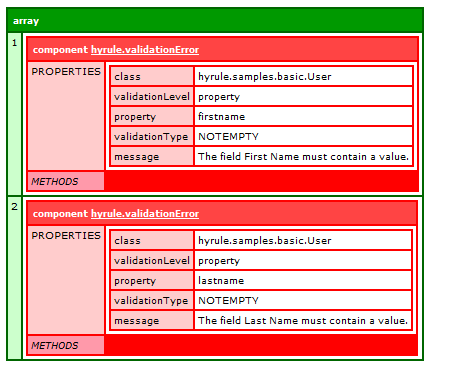 array
1
component hyrule.validationError
PROPERTIES
class hyrule.samples.basic.User
validationLevel property
property firstname
validationType NOTEMPTY
message The field First Name must contain a value.
METHODS
2
component hyrule.validationError
PROPERTIES
class hyrule.samples.basic.User
validationLevel property
property lastname
validationType NOTEMPTY
message The field Last Name must contain a value.
METHODS